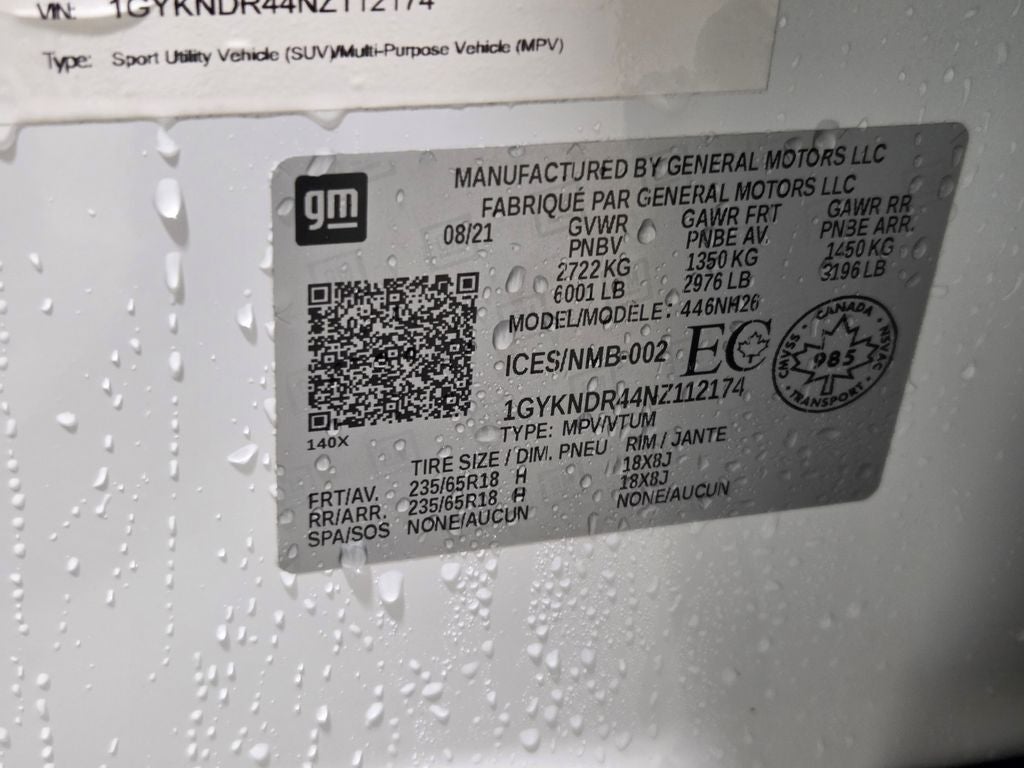 VIN: 1GYKNDR44NZ112174
Type: Sport Utility Vehicle (SUV)/Multi-Purpose Vehicle (MPV)
gm
MANUFACTURED BY GENERAL MOTORS LLC
FABRIQUÉ PAR GENERAL MOTORS LLC
08/21 GVWR GAWR FRT GAWR RR
PNBV PNBE AV. PNBE ARR.
2722 KG 1350 KG 1450 KG
6001 LB 2976 LB 3196 LB
MODEL/MODÈLE: 446NH26
ICES/NMB-002 EC
CANADA
CMVSS NSVAC
985
TRANSPORT
1GYKNDR44NZ112174
140X
TYPE: MPV/VTUM
TIRE SIZE / DIM. PNEU RIM / JANTE
FRT/AV. 235/65R18 H 18X8J
RR/ARR. 235/65R18 H 18X8J
SPA/SOS NONE/AUCUN NONE/AUCUN